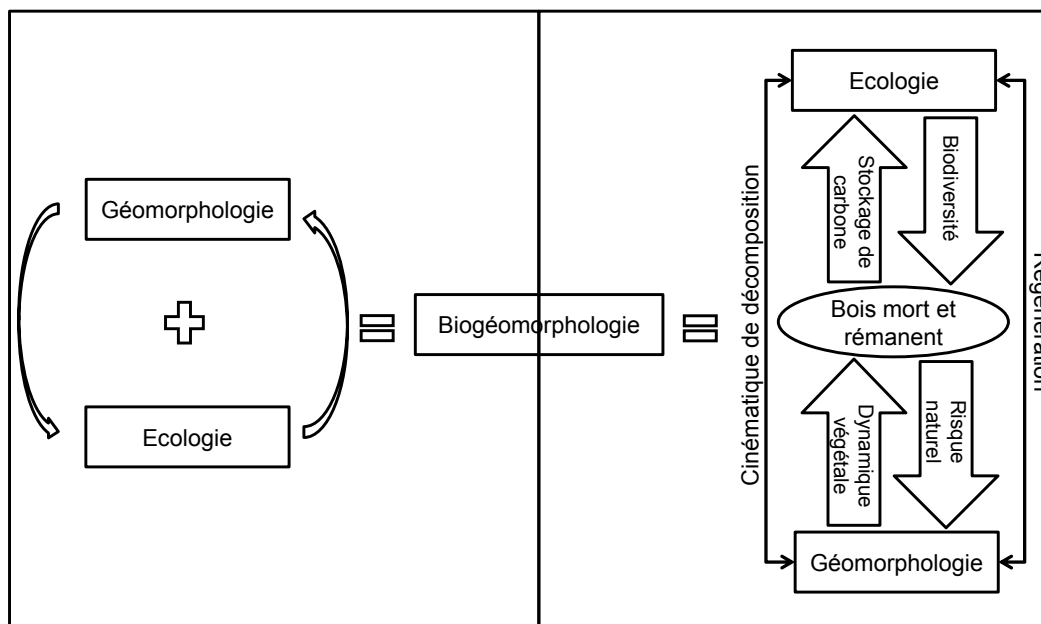 Géomorphologie
Ecologie
Biogéomorphologie
Ecologie
Cinématique de décomposition
Stockage de
carbone
Biodiversité
Régénération
Bois mort et
rémanent
Dynamique
végétale
Risque
naturel
Géomorphologie